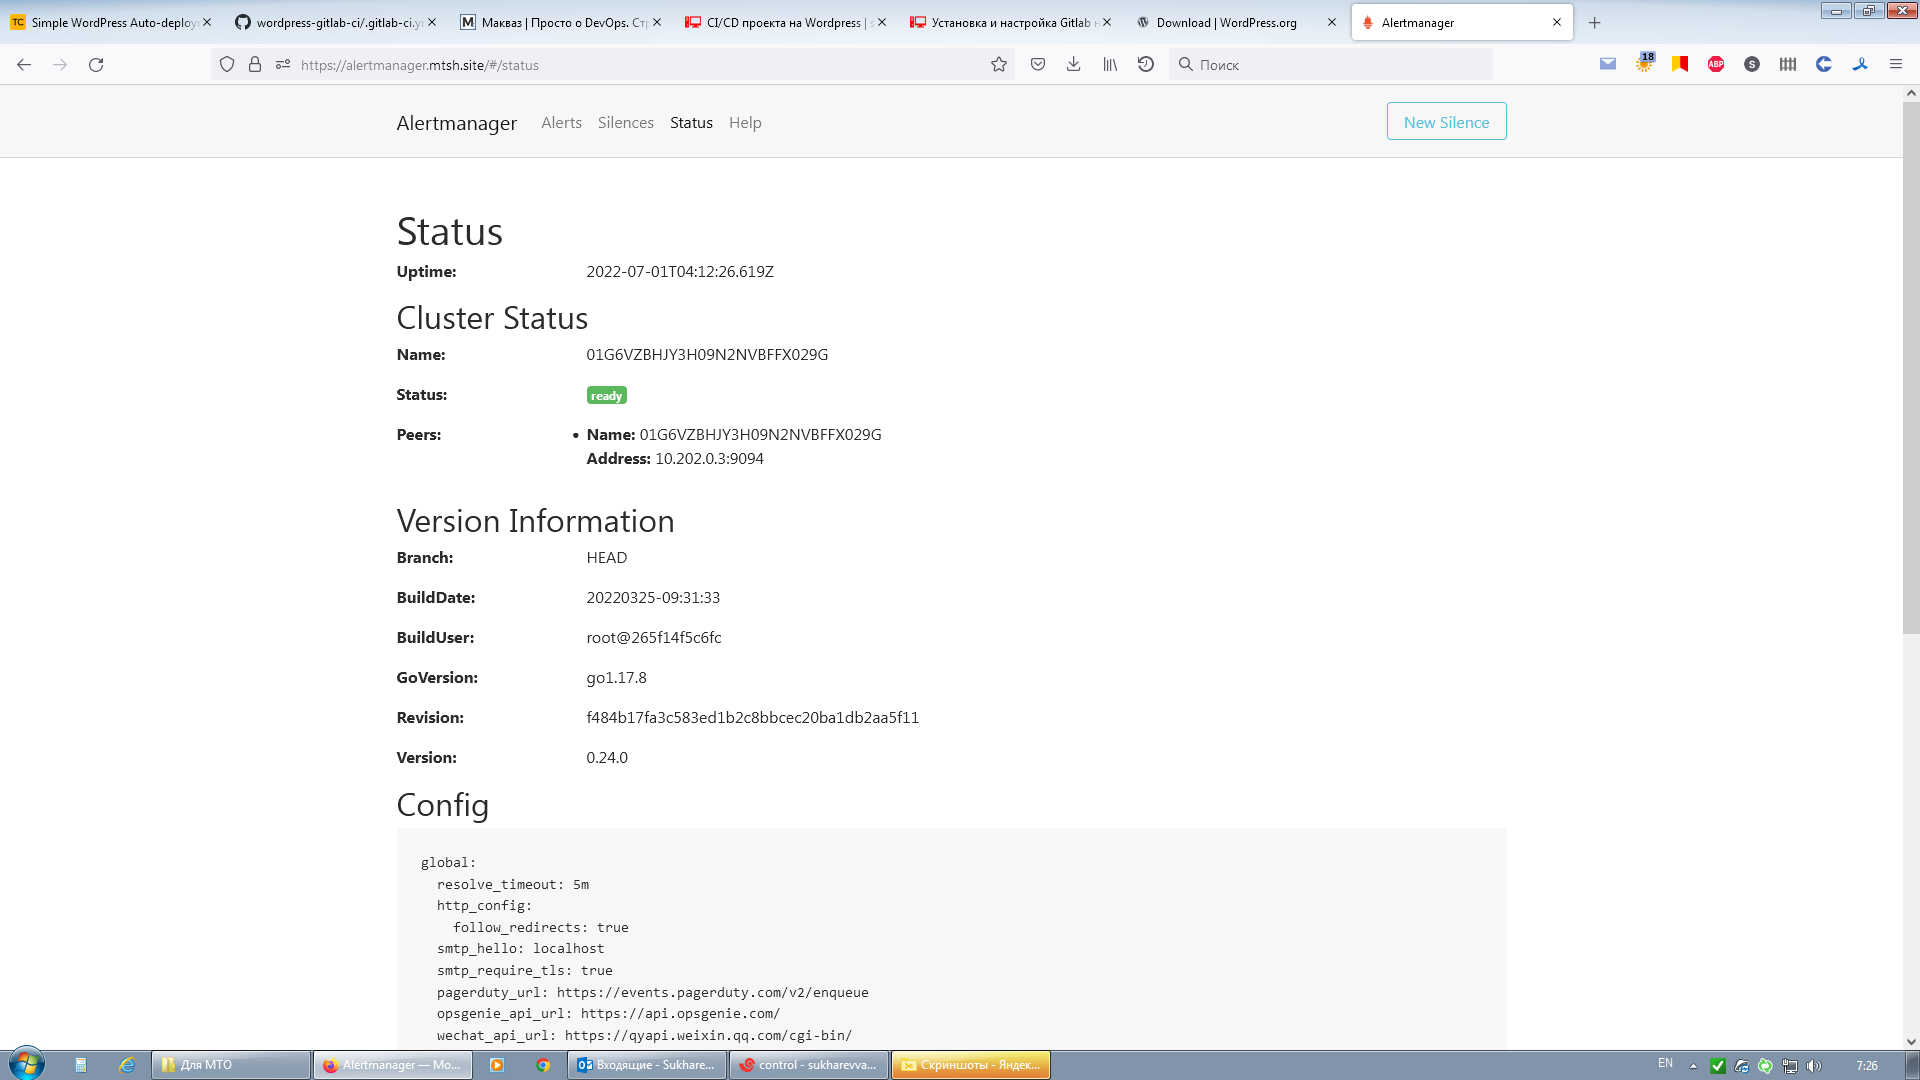 Simple WordPress Auto-deploy
wordpress-gitlab-ci/.gitlab-ci.y
Макваз | Просто о DevOps. Ст
CI/CD проекта на Wordpress | s
Установка и настройка Gitlab н
Download | WordPress.org
Alertmanager
https://alertmanager.mtsh.site/#/status
Поиск
18
ABP
S
Alertmanager
Alerts
Silences
Status
Help
New Silence
Status
Uptime: 2022-07-01T04:12:26.619Z
Cluster Status
Name: 01G6VZBHJY3H09N2NVBFFX029G
Status: ready
Peers: • Name: 01G6VZBHJY3H09N2NVBFFX029G
Address: 10.202.0.3:9094
Version Information
Branch: HEAD
BuildDate: 20220325-09:31:33
BuildUser: root@265f14f5c6fc
GoVersion: go1.17.8
Revision: f484b17fa3c583ed1b2c8bbcec20ba1db2aa5f11
Version: 0.24.0
Config
global:
resolve_timeout: 5m
http_config:
follow_redirects: true
smtp_hello: localhost
smtp_require_tls: true
pagerduty_url: https://events.pagerduty.com/v2/enqueue
opsgenie_api_url: https://api.opsgenie.com/
wechat_api_url: https://qyapi.weixin.qq.com/cgi-bin/
Для МТО
Alertmanager — Mo...
Входящие - Sukhare...
control - sukharevva...
Скриншоты - Яндек...
EN
7:26